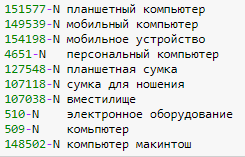 151577-N планшетный компьютер
149539-N мобильный компьютер
154198-N мобильное устройство
4651-N персональный компьютер
127548-N планшетная сумка
107118-N сумка для ношения
107038-N вместилище
510-N электронное оборудование
509-N комьпютер
148502-N компьютер макинтош